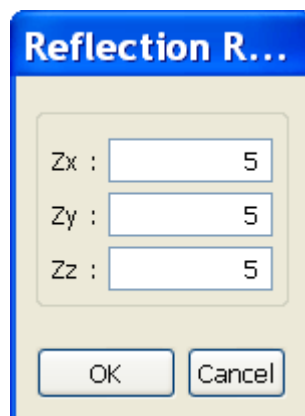 Reflection R...
Zx : 5
Zy : 5
Zz : 5
OK Cancel